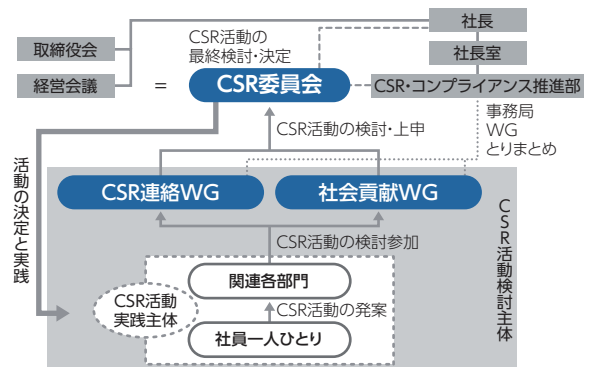 社長
取締役会
社長室
CSR活動の
最終検討・決定
経営会議
=
CSR委員会
CSR・コンプライアンス推進部
事務局
WG
とりまとめ
CSR活動の検討・上申
活動の決定と実践
CSR連絡WG
社会貢献WG
CSR活動検討主体
CSR活動の検討参加
関連各部門
CSR活動
実践主体
CSR活動の発案
社員一人ひとり